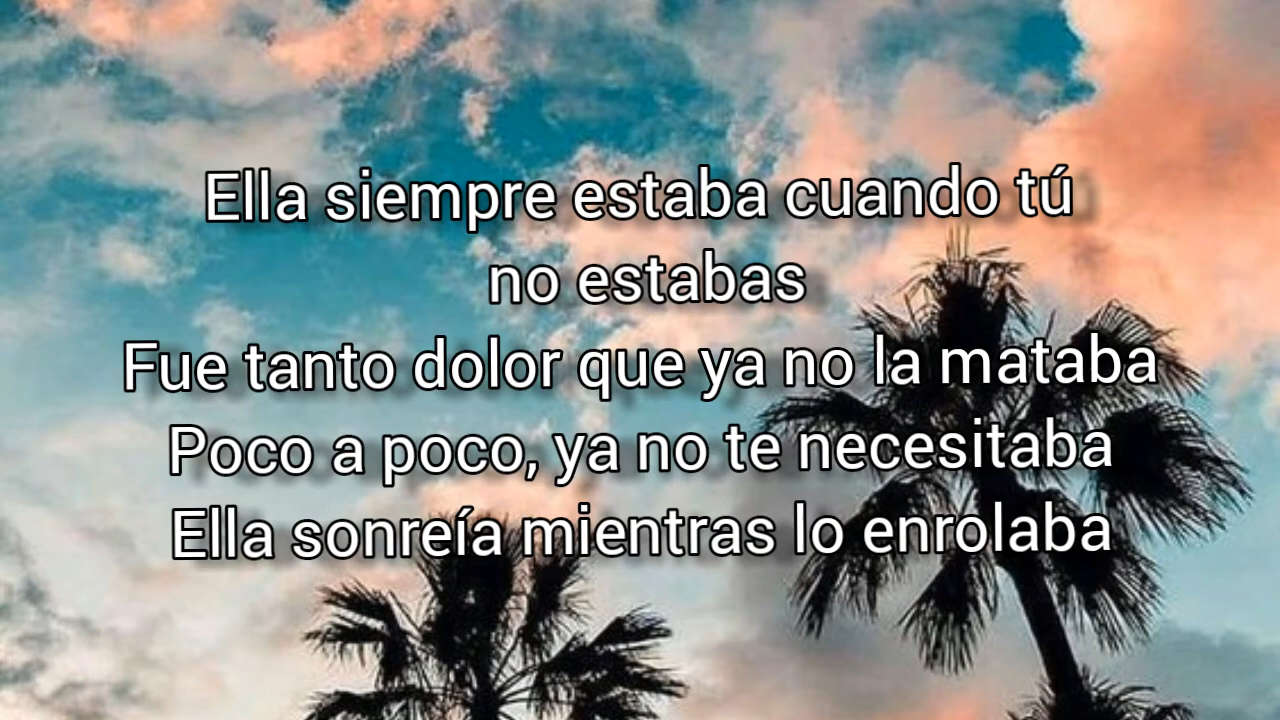 Ella siempre estaba cuando tú
no estabas
Fue tanto dolor que ya no la mataba
Poco a poco, ya no te necesitaba
Ella sonreía mientras lo enrolaba